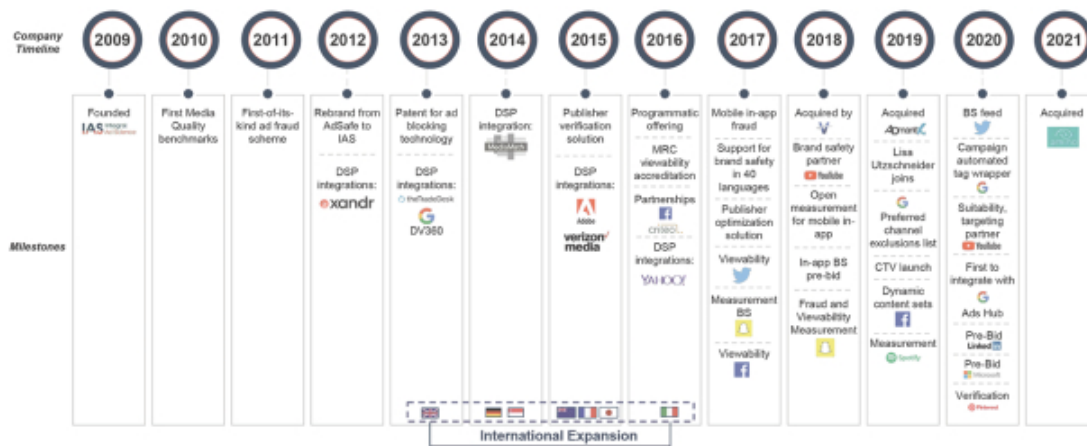 Company
Timeline
2009
2010
2011
2012
2013
2014
2015
2016
2017
2018
2019
2020
2021
Milestones
Founded
IAS Integral
Ad Science
First Media
Quality
benchmarks
First-of-its-
kind ad fraud
scheme
Rebrand from
AdSafe to
IAS
DSP
integrations:
xandr
Patent for ad
blocking
technology
DSP
integrations:
theTradeDesk
DV360
DSP
integration:
MediaMath
Publisher
verification
solution
DSP
integrations:
Adobe
verizon
media
Programmatic
offering
MRC
viewability
accreditation
Partnerships
criteo
DSP
integrations:
YAHOO!
Mobile in-app
fraud
Support for
brand safety
in 40
languages
Publisher
optimization
solution
Viewability
Measurement
BS
Viewability
Acquired by
V
Brand safety
partner
YouTube
Open
measurement
for mobile in-
app
In-app BS
pre-bid
Fraud and
Viewability
Measurement
Acquired
Lisa
Utzschneider
joins
Preferred
channel
exclusions list
CTV launch
Dynamic
content sets
Measurement
Spotify
BS feed
Campaign
automated
tag wrapper
Suitability,
targeting
partner
YouTube
First to
integrate with
Ads Hub
Pre-Bid
Linked in
Pre-Bid
Microsoft
Verification
Pinterest
Acquired
International Expansion